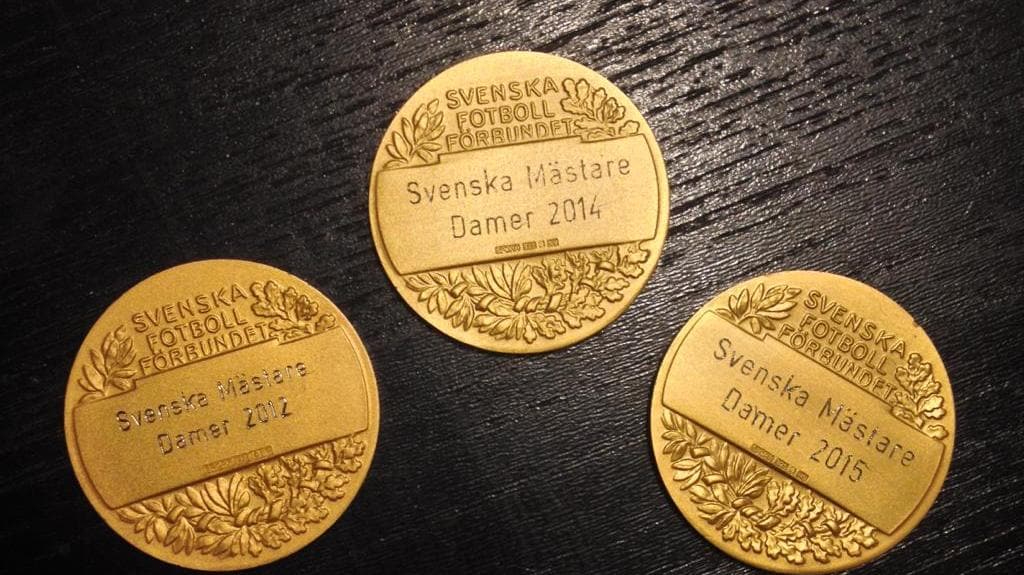 SVENSKA
FOTBOLL
FÖRBUNDET
Svenska Mästare
Damer 2014
SVENSKA
FOTBOLL
FÖRBUNDET
Svenska Mästare
Damer 2012
SVENSKA
FOTBOLL
FÖRBUNDET
Svenska Mästare
Damer 2015